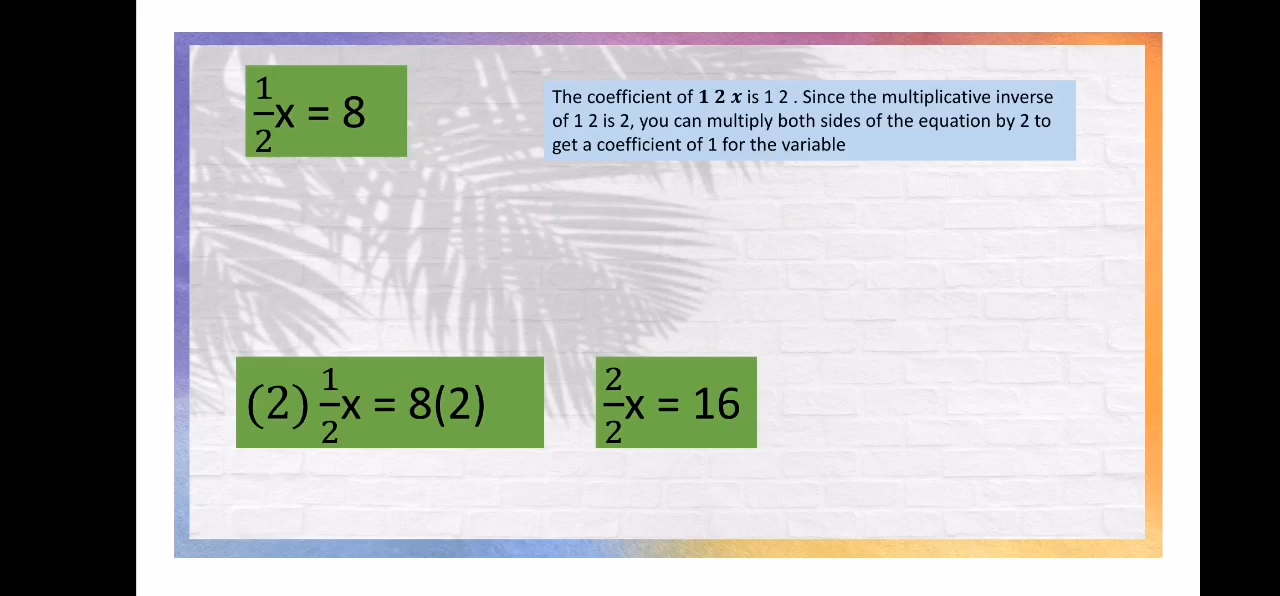 1/2 x = 8
The coefficient of 1 2 x is 1 2 . Since the multiplicative inverse
of 1 2 is 2, you can multiply both sides of the equation by 2 to
get a coefficient of 1 for the variable
(2) 1/2 x = 8(2)
2/2 x = 16